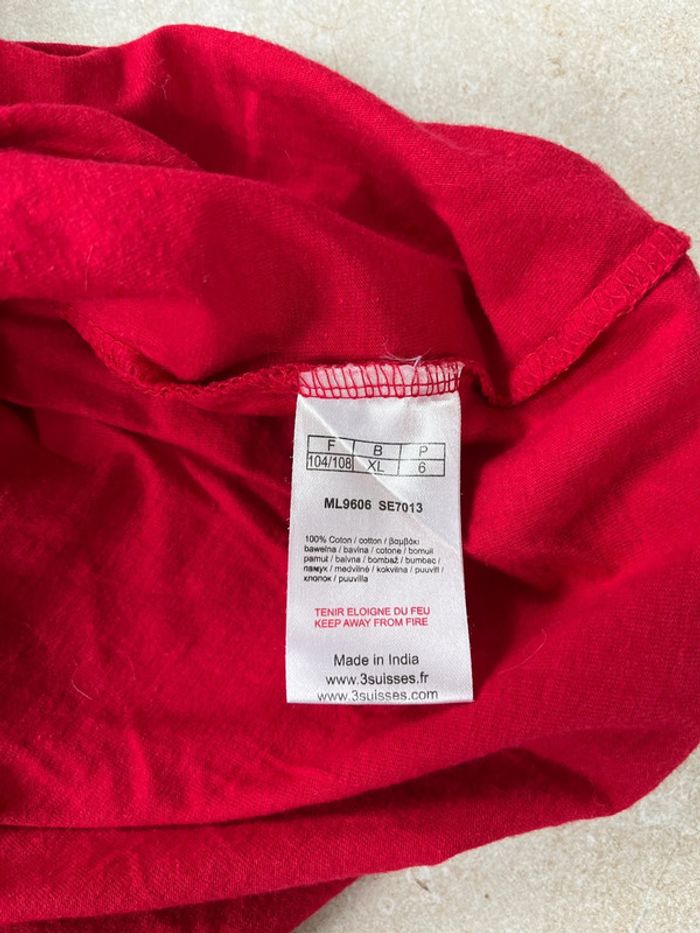 F B P
104/108 XL 6
ML9606 SE7013
100% Coton / cotton / βαμβάκι
bawełna / bavlna / cotone / bomuld
pamut / balvna / bombaž / bumbac /
памук / medvilnė / kokvilna / puuvill /
хлопок / puuvilla
TENIR ELOIGNE DU FEU
KEEP AWAY FROM FIRE
Made in India
www.3suisses.fr
www.3suisses.com